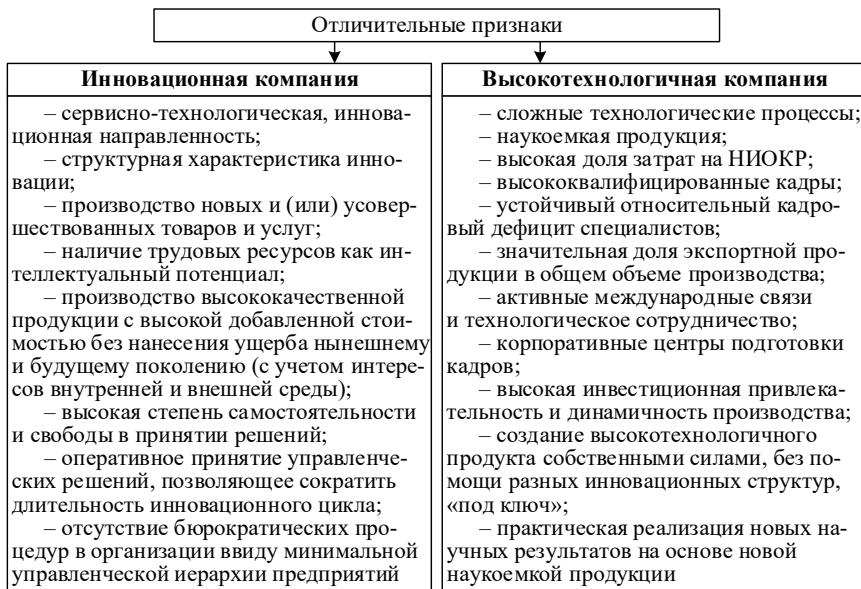 Отличительные признаки
Инновационная компания
– сервисно-технологическая, иннова-
ционная направленность;
– структурная характеристика инно-
вации;
– производство новых и (или) усовер-
шествованных товаров и услуг;
– наличие трудовых ресурсов как ин-
теллектуальный потенциал;
– производство высококачественной
продукции с высокой добавленной стои-
мостью без нанесения ущерба нынешнему
и будущему поколению (с учетом интере-
сов внутренней и внешней среды);
– высокая степень самостоятельности
и свободы в принятии решений;
– оперативное принятие управленче-
ских решений, позволяющее сократить
длительность инновационного цикла;
– отсутствие бюрократических про-
цедур в организации ввиду минимальной
управленческой иерархии предприятий
Высокотехнологичная компания
– сложные технологические процессы;
– наукоемкая продукция;
– высокая доля затрат на НИОКР;
– высококвалифицированные кадры;
– устойчивый относительный кадро-
вый дефицит специалистов;
– значительная доля экспортной про-
дукции в общем объеме производства;
– активные международные связи
и технологическое сотрудничество;
– корпоративные центры подготовки
кадров;
– высокая инвестиционная привлека-
тельность и динамичность производства;
– создание высокотехнологичного
продукта собственными силами, без по-
мощи разных инновационных структур,
«под ключ»;
– практическая реализация новых на-
учных результатов на основе новой
наукоемкой продукции